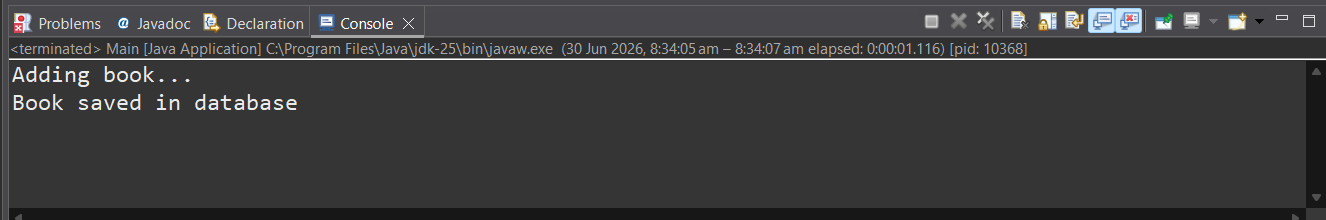 Problems @ Javadoc Declaration Console
<terminated> Main [Java Application] C:\Program Files\Java\jdk-25\bin\javaw.exe (30 Jun 2026, 8:34:05 am – 8:34:07 am elapsed: 0:00:01.116) [pid: 10368]
Adding book...
Book saved in database